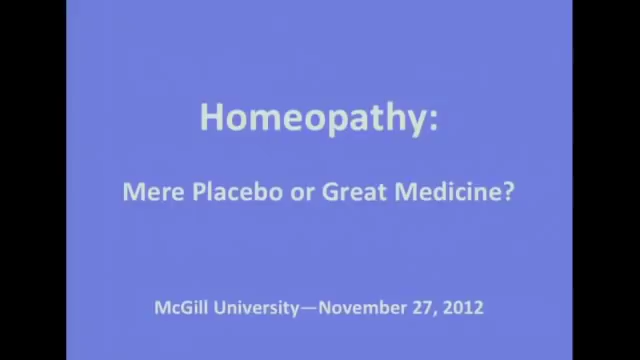 Homeopathy:
Mere Placebo or Great Medicine?
McGill University—November 27, 2012